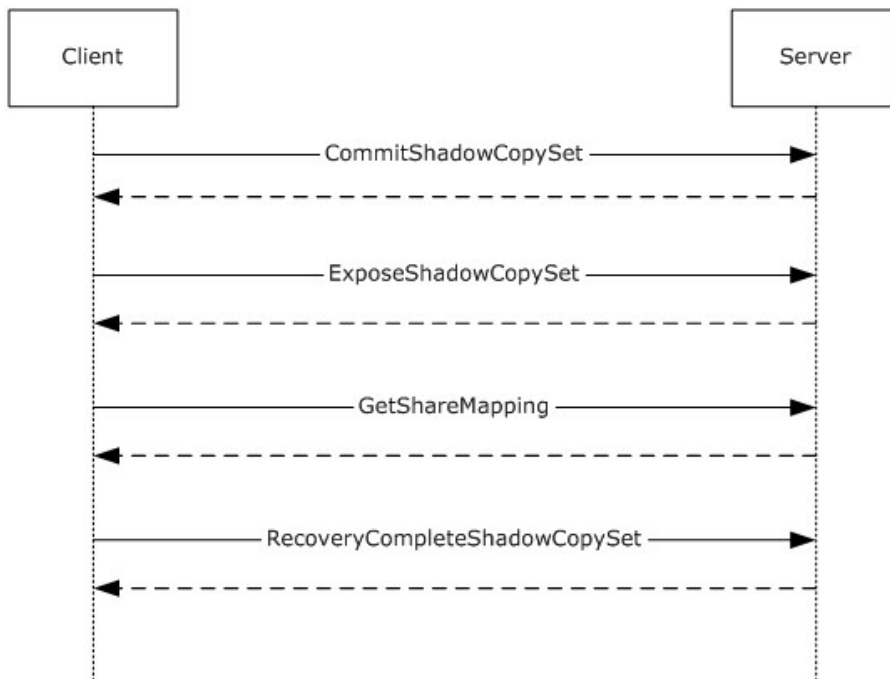 Client
Server
CommitShadowCopySet
ExposeShadowCopySet
GetShareMapping
RecoveryCompleteShadowCopySet